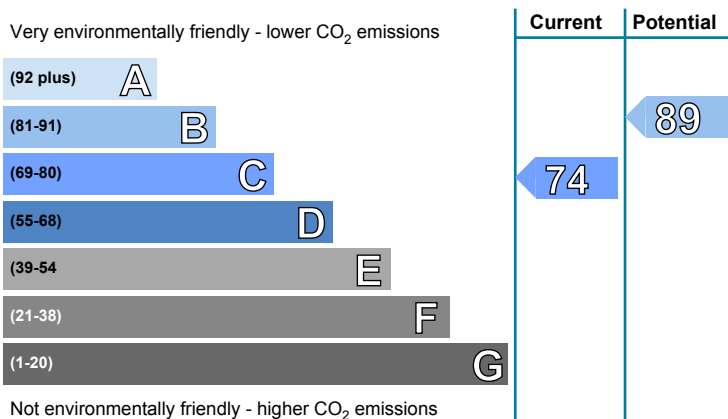 Current Potential
Very environmentally friendly - lower CO2 emissions
(92 plus) A
(81-91) B
89
(69-80) C
74
(55-68) D
(39-54 E
(21-38) F
(1-20) G
Not environmentally friendly - higher CO2 emissions